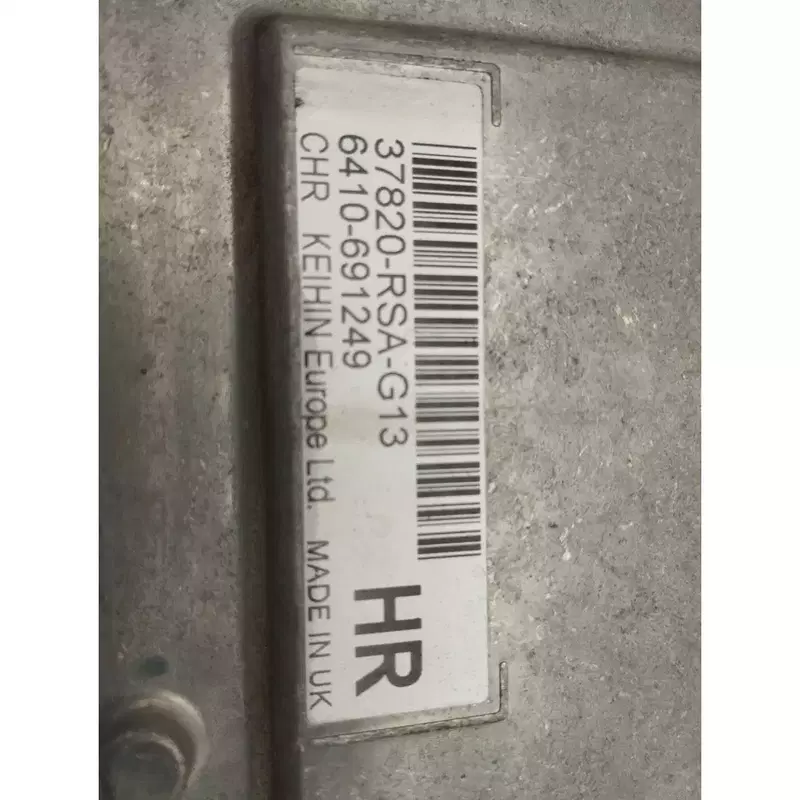 37820-RSA-G13
6410-691249
CHR KEIHIN Europe Ltd. MADE IN UK
HR